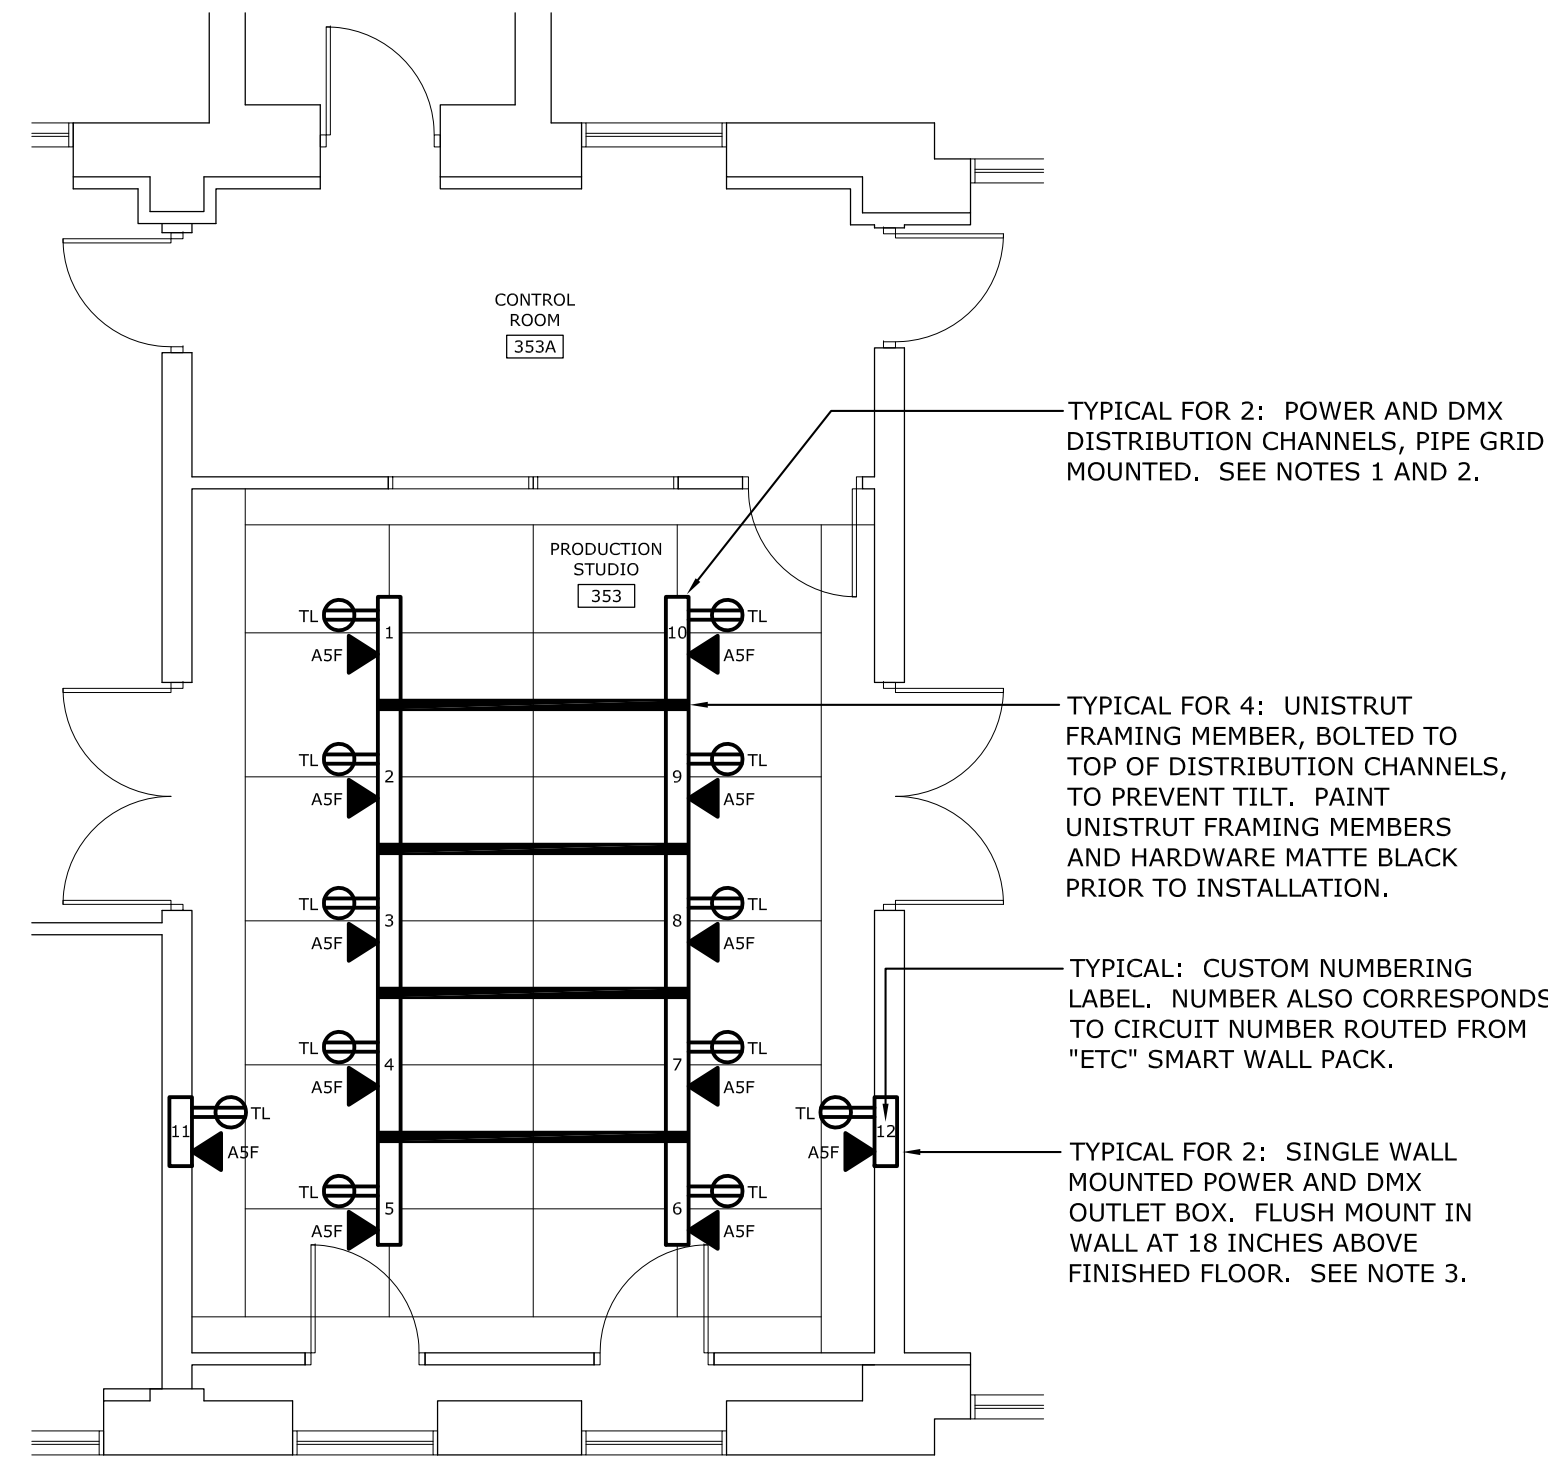 CONTROL
ROOM
353A
TYPICAL FOR 2: POWER AND DMX
DISTRIBUTION CHANNELS, PIPE GRID
MOUNTED. SEE NOTES 1 AND 2.
PRODUCTION
STUDIO
353
TL
1
10
TL
A5F
A5F
TYPICAL FOR 4: UNISTRUT
FRAMING MEMBER, BOLTED TO
TOP OF DISTRIBUTION CHANNELS,
TO PREVENT TILT. PAINT
UNISTRUT FRAMING MEMBERS
AND HARDWARE MATTE BLACK
PRIOR TO INSTALLATION.
TL
2
9
TL
A5F
A5F
TL
3
8
TL
A5F
A5F
TYPICAL: CUSTOM NUMBERING
LABEL. NUMBER ALSO CORRESPONDS
TO CIRCUIT NUMBER ROUTED FROM
"ETC" SMART WALL PACK.
TL
4
7
TL
A5F
A5F
11
TL
A5F
TL
12
A5F
TYPICAL FOR 2: SINGLE WALL
MOUNTED POWER AND DMX
OUTLET BOX. FLUSH MOUNT IN
WALL AT 18 INCHES ABOVE
FINISHED FLOOR. SEE NOTE 3.
TL
5
6
TL
A5F
A5F